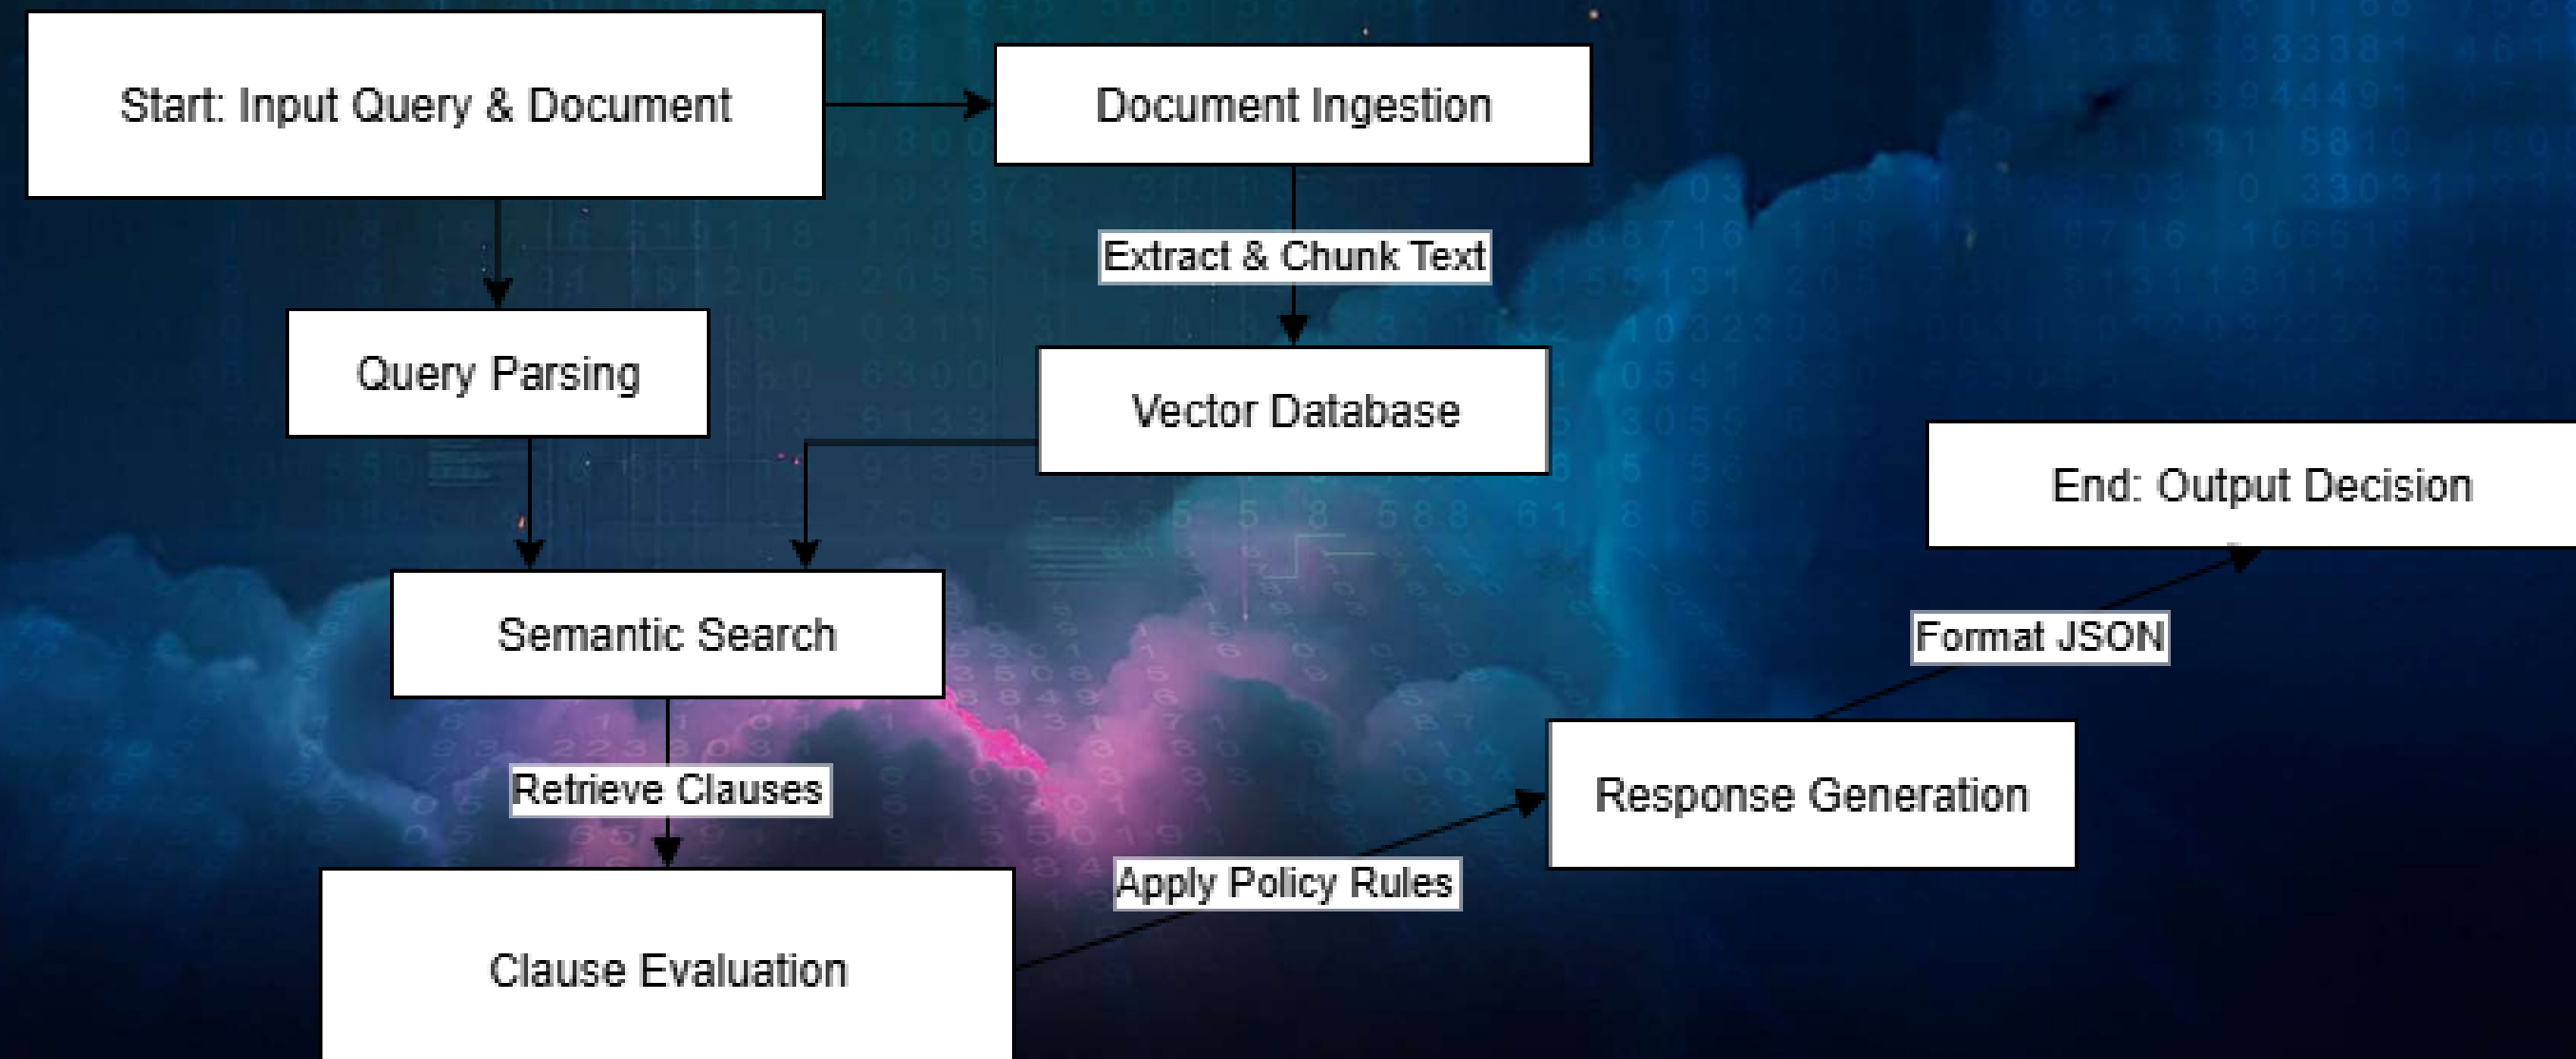 Start: Input Query & Document
Document Ingestion
Extract & Chunk Text
Query Parsing
Vector Database
End: Output Decision
Semantic Search
Format JSON
Retrieve Clauses
Response Generation
Apply Policy Rules
Clause Evaluation